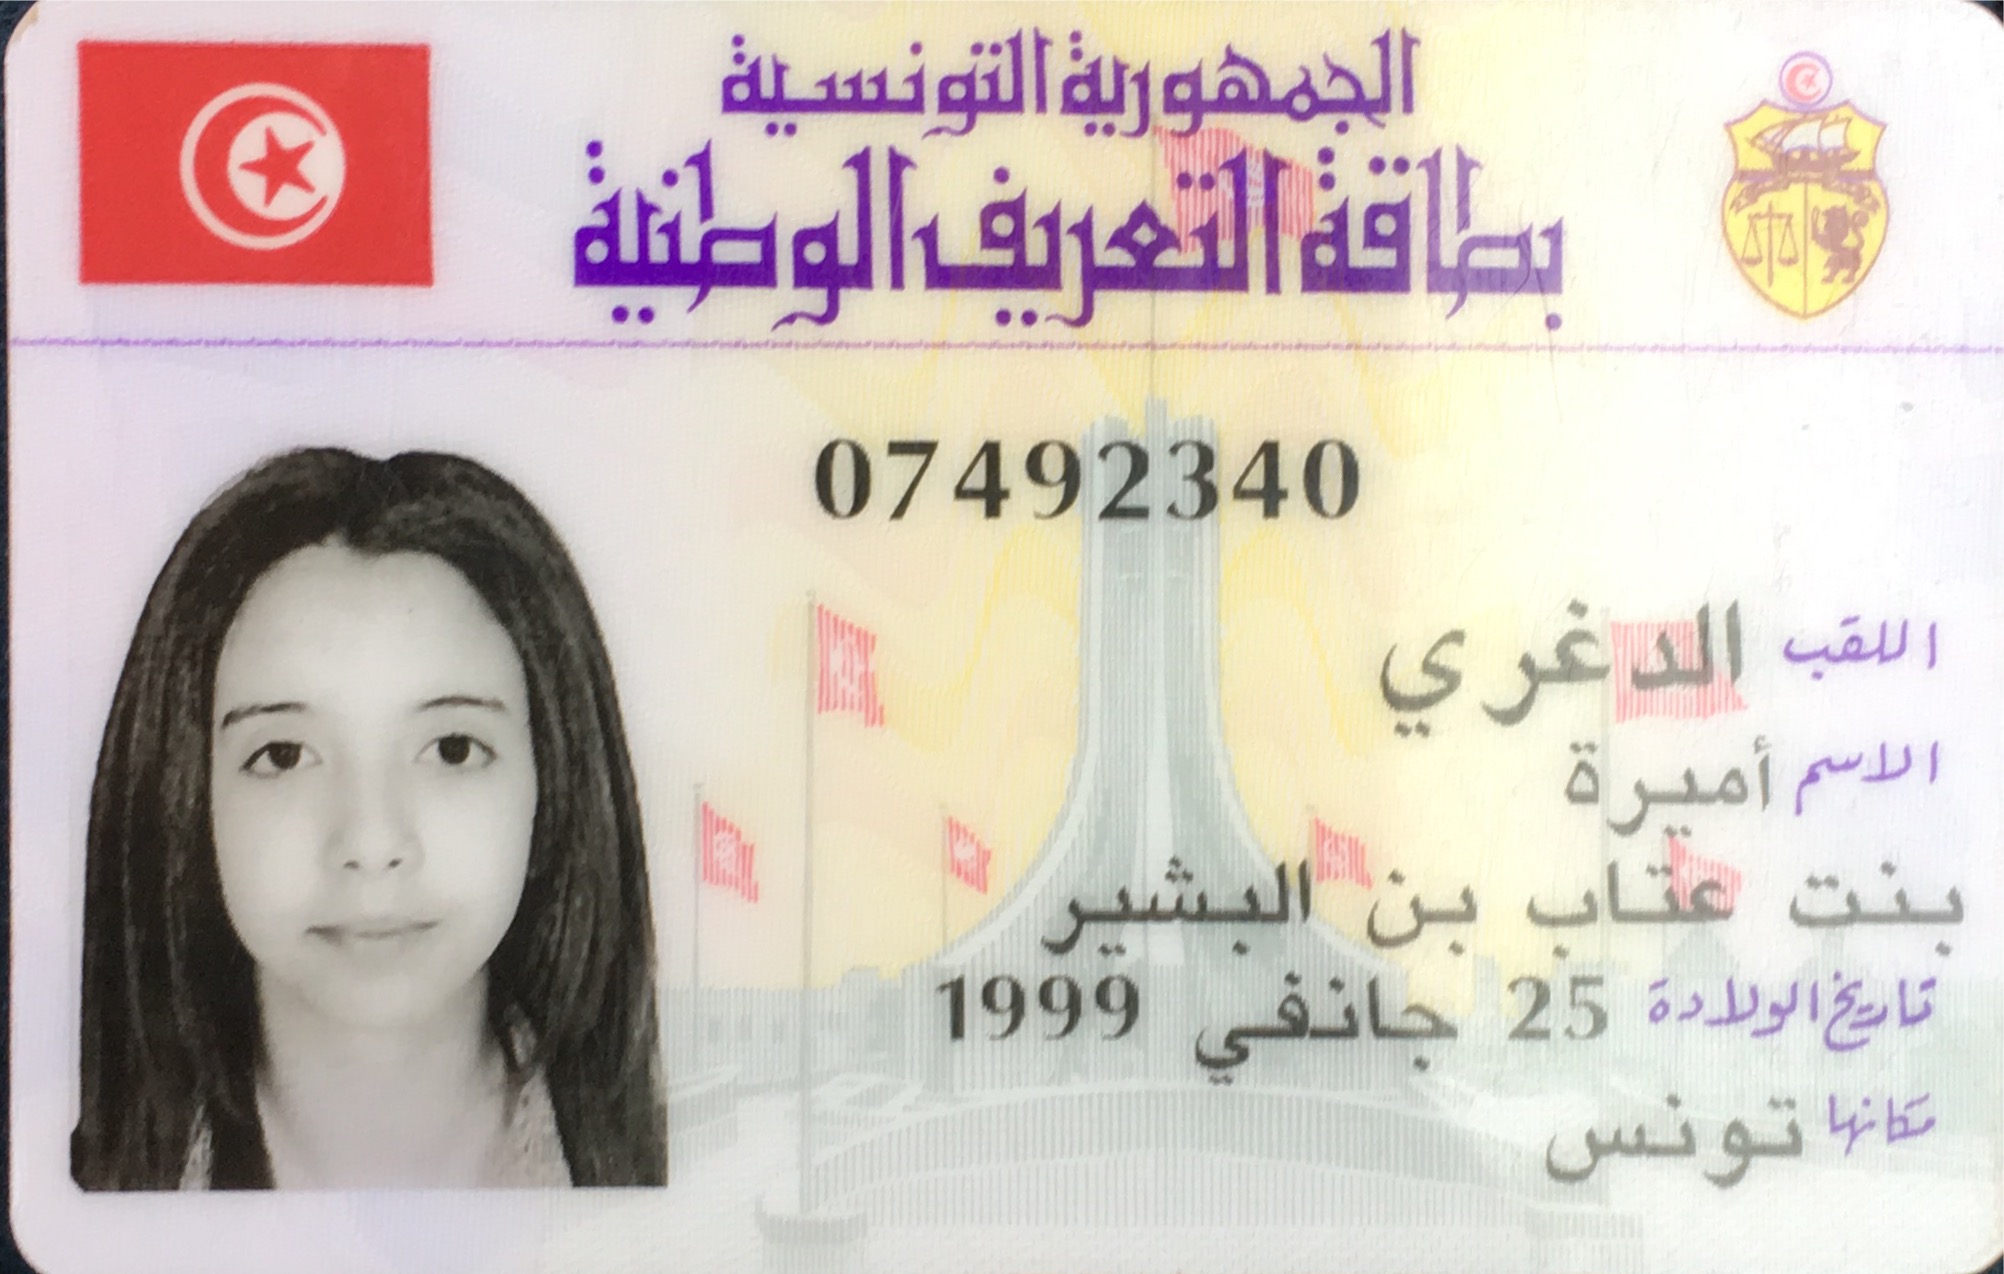 الجمهورية التونسية
بطاقة التعريف الوطنية
07492340
اللقب الدغري
الاسم أميرة
بنت عتاب بن البشير
تاريخ الولادة 25 جانفي 1999
مكانها تونس